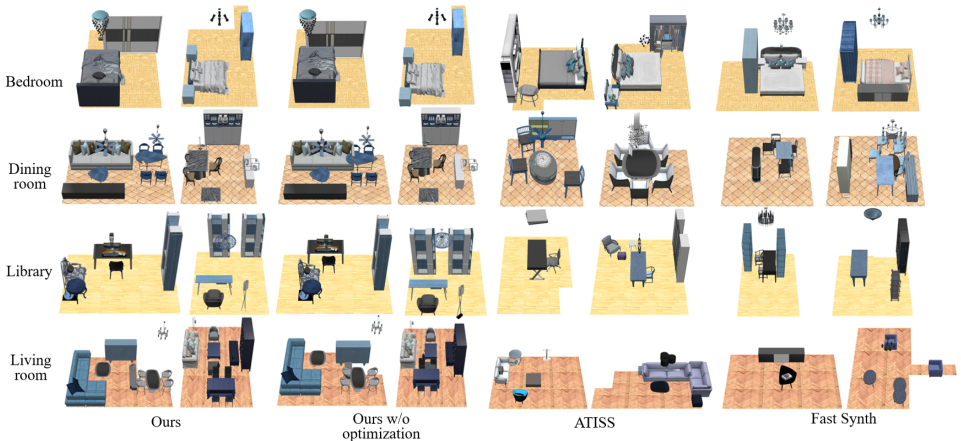 Bedroom
Dining
room
Library
Living
room
Ours
Ours w/o
optimization
ATISS
Fast Synth